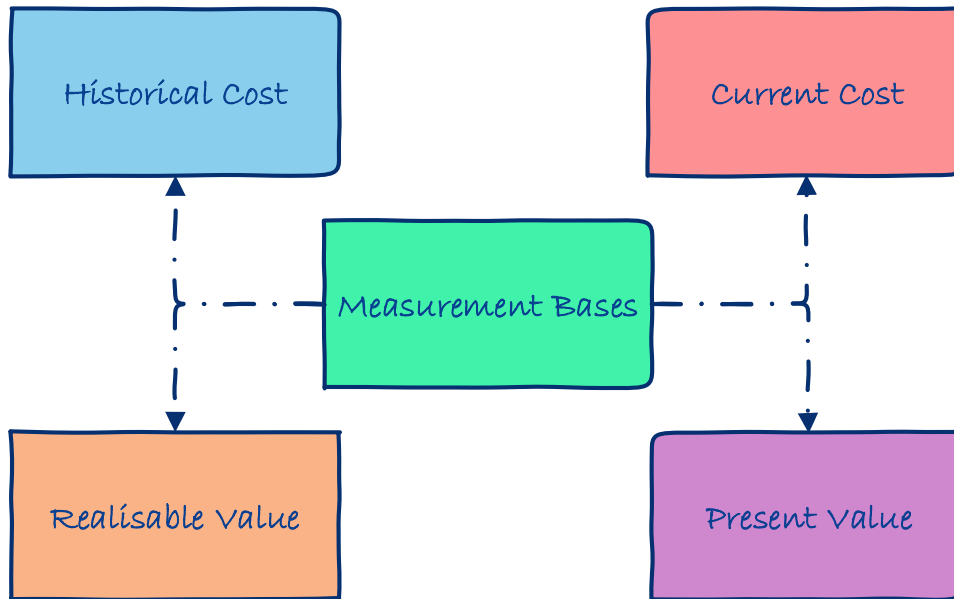 Historical Cost
Current Cost
Measurement Bases
Realisable Value
Present Value